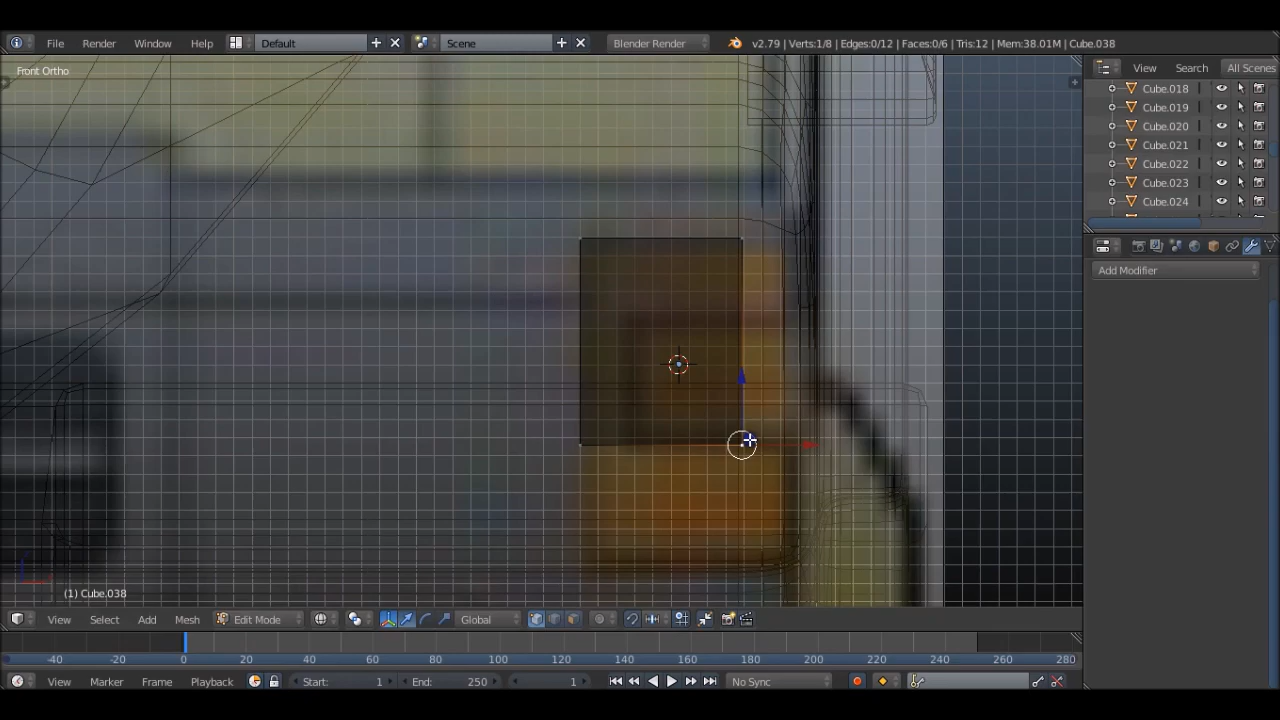 File Render Window Help Default Scene Blender Render v2.79 | Verts:1/8 | Edges:0/12 | Faces:0/6 | Tris:12 | Mem:38.01M | Cube.038
Front Ortho
View Search All Scenes
Cube.018
Cube.019
Cube.020
Cube.021
Cube.022
Cube.023
Cube.024
Add Modifier
(1) Cube.038
View Select Add Mesh Edit Mode Global
-40 -20 0 20 40 60 80 100 120 140 160 180 200 220 240 260 280
View Marker Frame Playback Start: 1 End: 250 1 No Sync